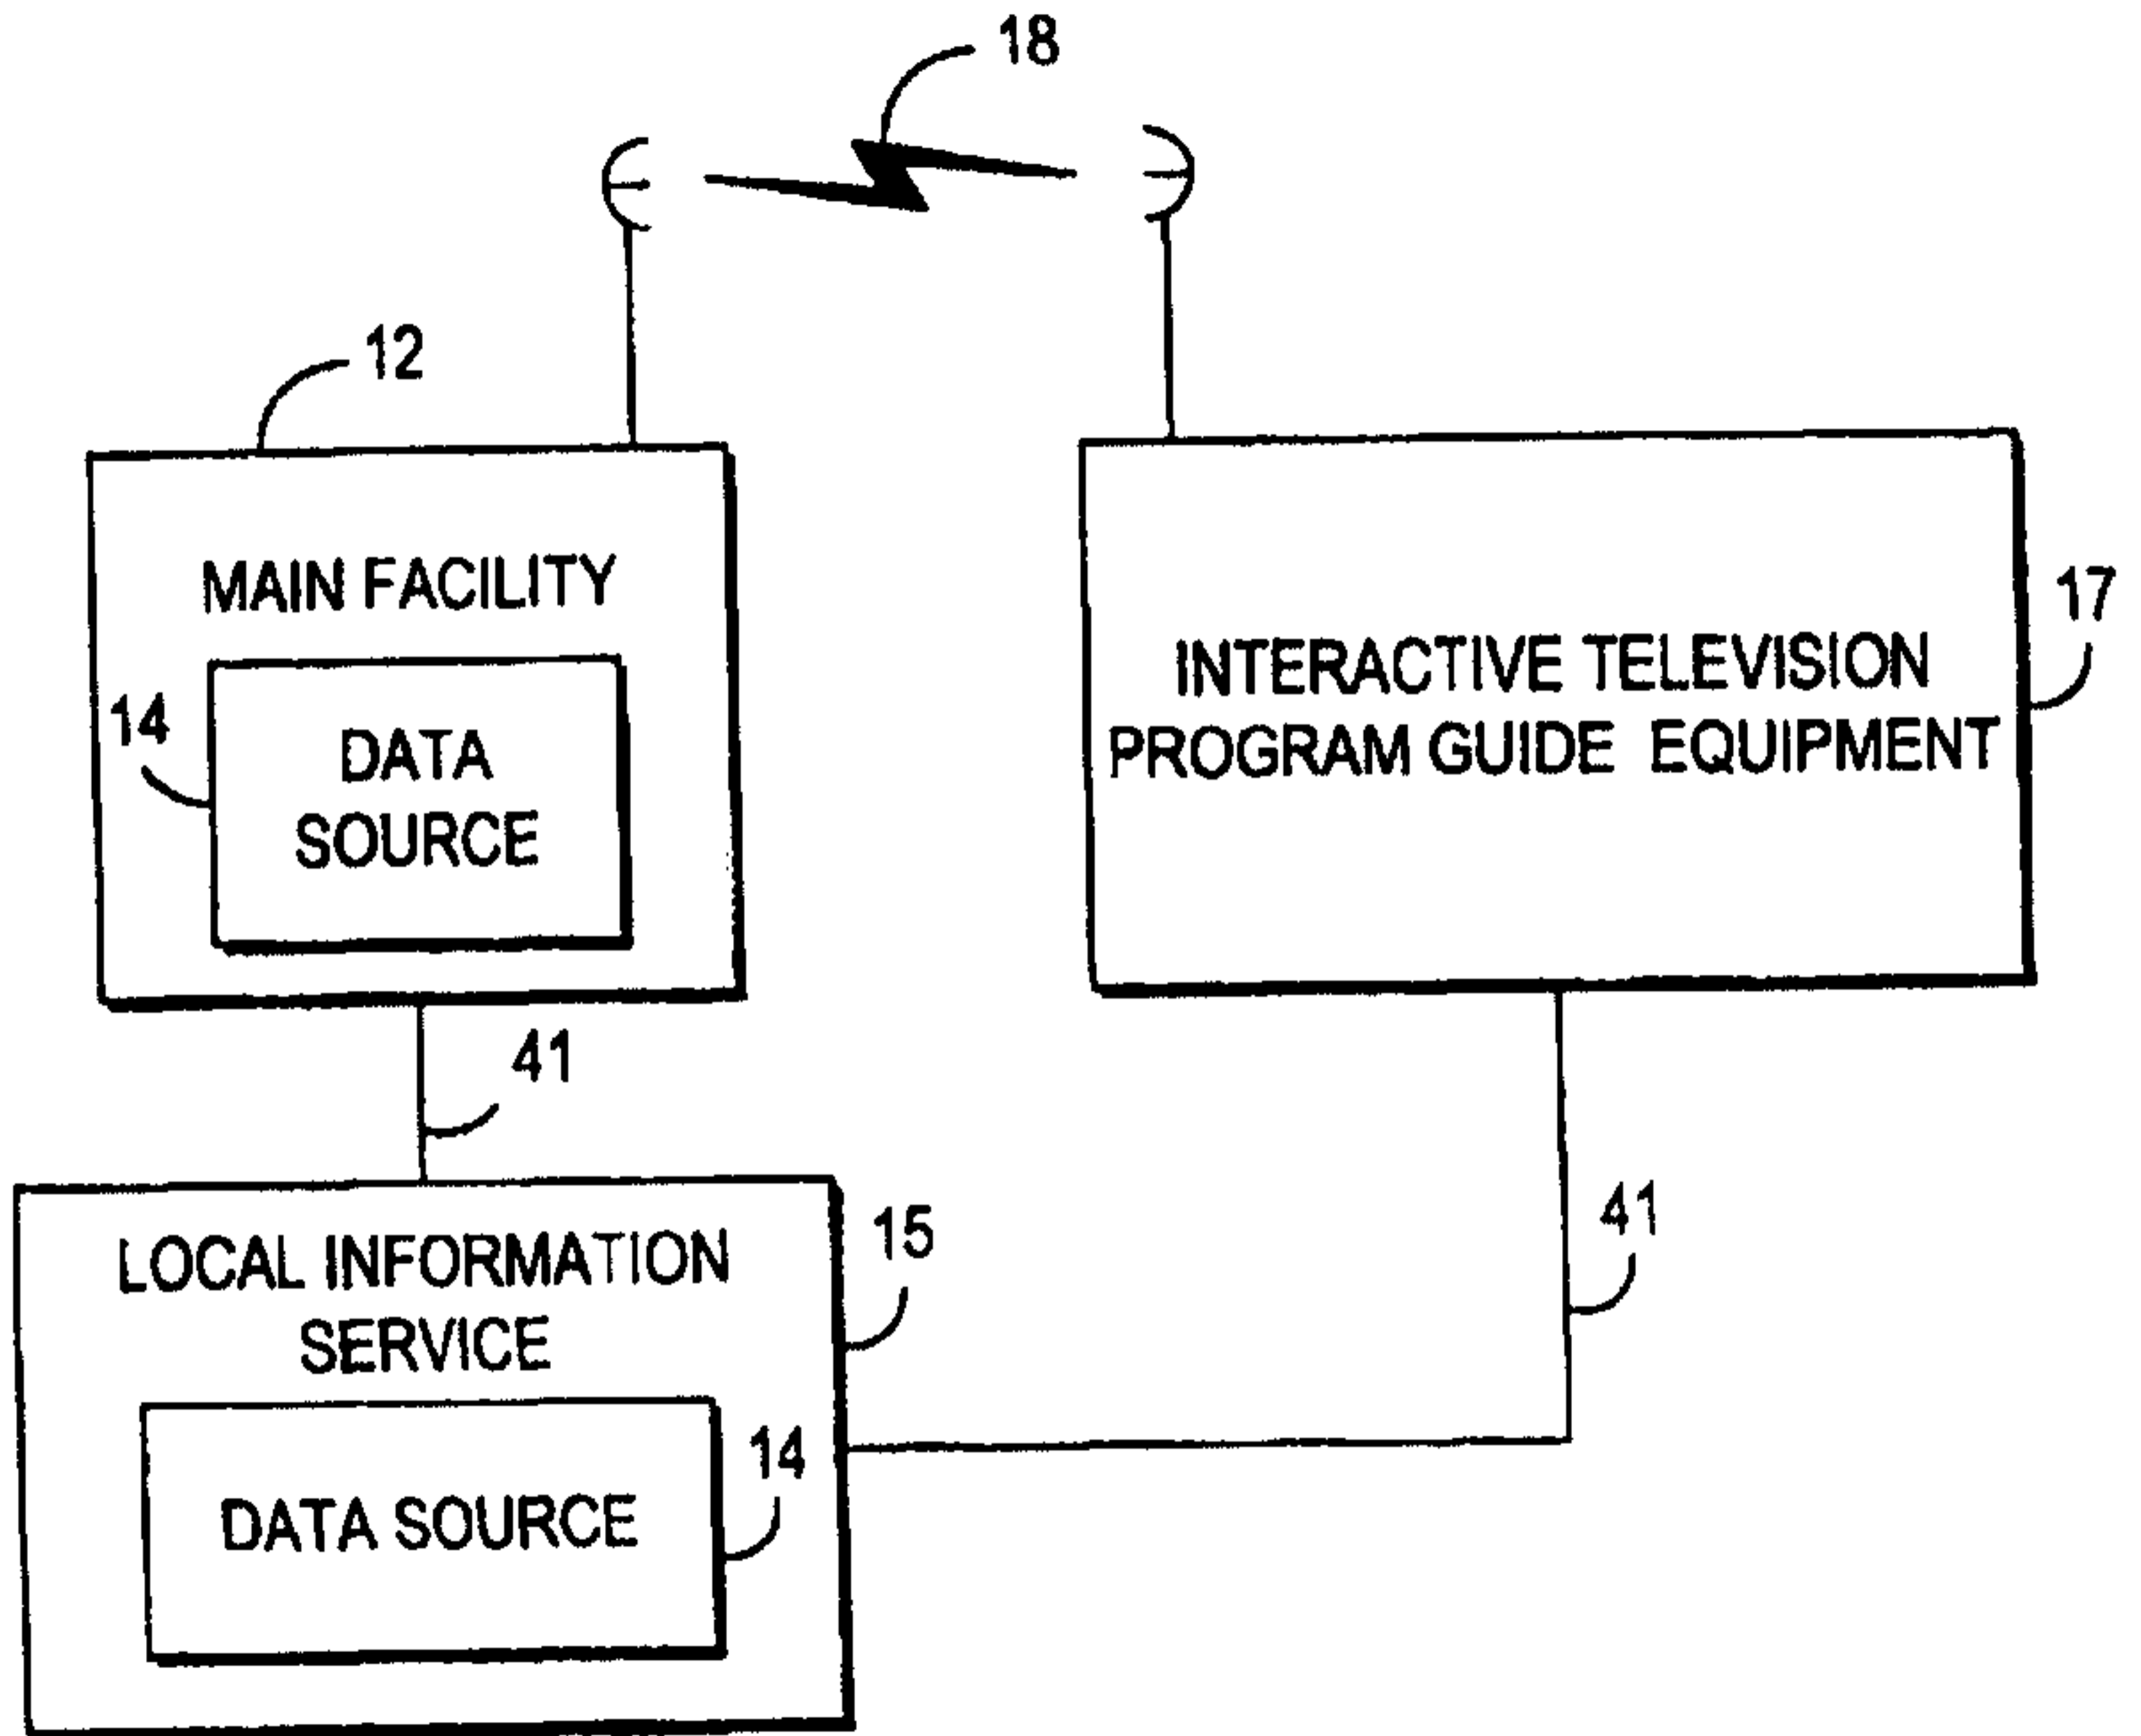 18
12
MAIN FACILITY
14
DATA
SOURCE
INTERACTIVE TELEVISION
PROGRAM GUIDE EQUIPMENT
17
41
LOCAL INFORMATION
SERVICE
15
DATA SOURCE
14
41